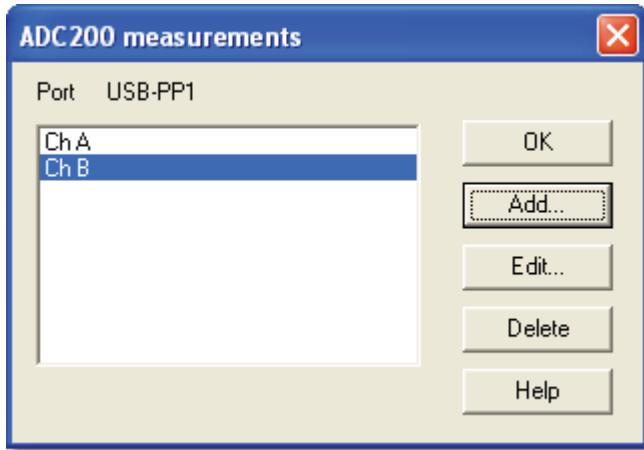 ADC200 measurements
Port USB-PP1
Ch A
Ch B
OK
Add...
Edit...
Delete
Help